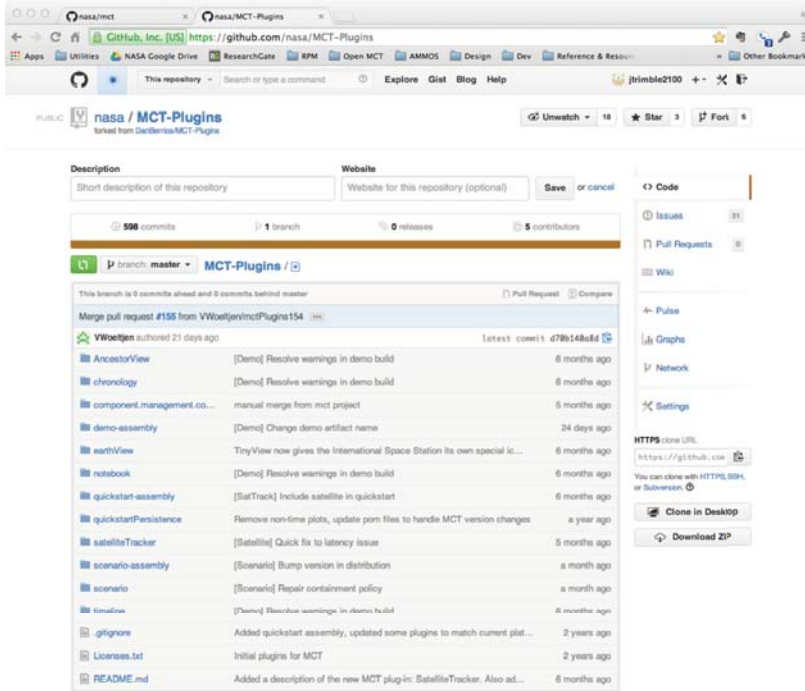 nasa/mct × nasa/MCT-Plugins ×
GitHub, Inc. [US] https://github.com/nasa/MCT-Plugins
Apps Utilities NASA Google Drive ResearchGate RPM Open MCT AMMOS Design Dev Reference & » Other Bookmark
This repository Search or type a command Explore Gist Blog Help jtrimble2100
PUBLIC nasa / MCT-Plugins Unwatch 18 Star 3 Fork 6
forked from DanBerrios/MCT-Plugins
Description Website
Short description of this repository Website for this repository (optional) Save or cancel
598 commits 1 branch 0 releases 5 contributors
branch: master MCT-Plugins /
This branch is 0 commits ahead and 0 commits behind master Pull Request Compare
Merge pull request #155 from VWoeltjen/mctPlugins154
VWoeltjen authored 21 days ago latest commit d70b140a8d
AncestorView [Demo] Resolve warnings in demo build 6 months ago
chronology [Demo] Resolve warnings in demo build 6 months ago
component.management.co... manual merge from mct project 5 months ago
demo-assembly [Demo] Change demo artifact name 24 days ago
earthView TinyView now gives the International Space Station its own special ic... 6 months ago
notebook [Demo] Resolve warnings in demo build 6 months ago
quickstart-assembly [SatTrack] Include satellite in quickstart 6 months ago
quickstartPersistence Remove non-time plots, update pom files to handle MCT version changes a year ago
satelliteTracker [Satellite] Quick fix to latency issue 5 months ago
scenario-assembly [Scenario] Bump version in distribution a month ago
scenario [Scenario] Repair containment policy a month ago
timeline [Demo] Resolve warnings in demo build 6 months ago
.gitignore Added quickstart assembly, updated some plugins to match current plat... 2 years ago
Licenses.txt Initial plugins for MCT 2 years ago
README.md Added a description of the new MCT plug-in: SatelliteTracker. Also ad... 2 years ago
Code
Issues 31
Pull Requests 0
Wiki
Pulse
Graphs
Network
Settings
HTTPS clone URL
https://github.com
You can clone with HTTPS, SSH,
or Subversion.
Clone in Desktop
Download ZIP